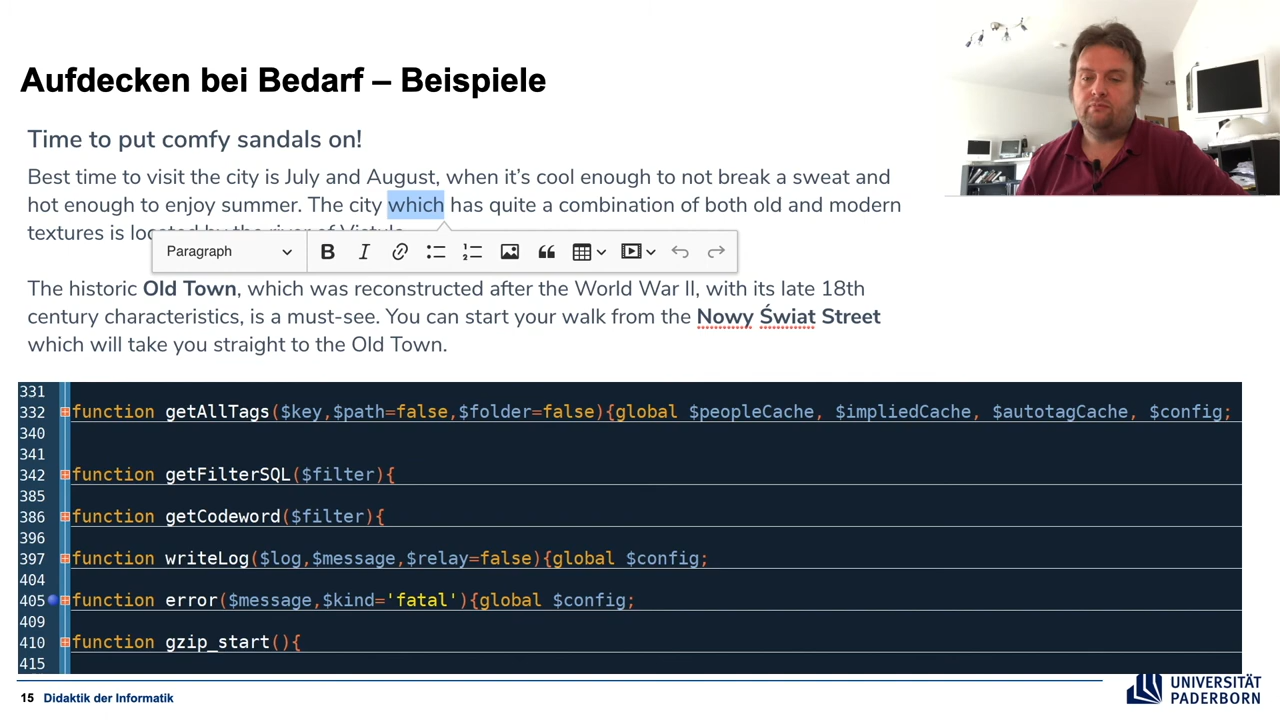 Aufdecken bei Bedarf – Beispiele
Time to put comfy sandals on!
Best time to visit the city is July and August, when it’s cool enough to not break a sweat and
hot enough to enjoy summer. The city which has quite a combination of both old and modern
textures is located by the river of Vistula.
Paragraph
B I
The historic Old Town, which was reconstructed after the World War II, with its late 18th
century characteristics, is a must-see. You can start your walk from the Nowy Świat Street
which will take you straight to the Old Town.
331
332 function getAllTags($key,$path=false,$folder=false){global $peopleCache, $impliedCache, $autotagCache, $config;
340
341
342 function getFilterSQL($filter){
385
386 function getCodeword($filter){
396
397 function writeLog($log,$message,$relay=false){global $config;
404
405 function error($message,$kind='fatal'){global $config;
409
410 function gzip_start(){
415
15 Didaktik der Informatik
UNIVERSITÄT
PADERBORN